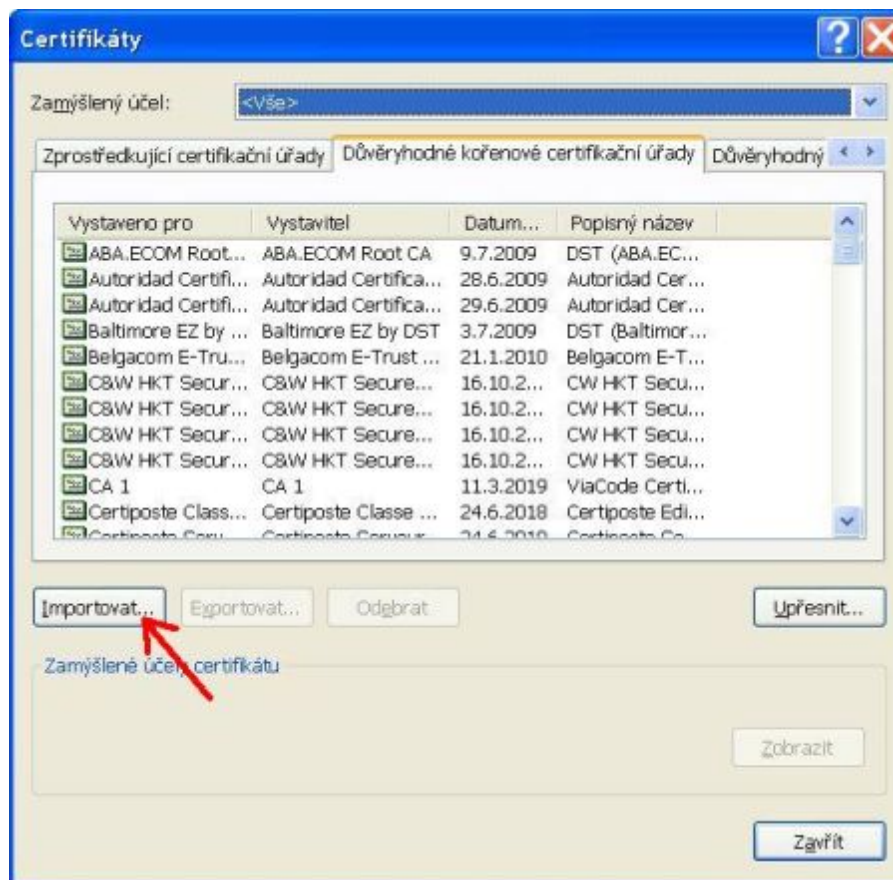 Certifikáty
Zamýšlený účel: <Vše>
Zprostředkující certifikační úřady Důvěryhodné kořenové certifikační úřady Důvěryhodný
Vystaveno pro Vystavitel Datum... Popisný název
ABA.ECOM Root... ABA.ECOM Root CA 9.7.2009 DST (ABA.EC...
Autoridad Certifi... Autoridad Certifica... 28.6.2009 Autoridad Cer...
Autoridad Certifi... Autoridad Certifica... 29.6.2009 Autoridad Cer...
Baltimore EZ by ... Baltimore EZ by DST 3.7.2009 DST (Baltimor...
Belgacom E-Tru... Belgacom E-Trust ... 21.1.2010 Belgacom E-T...
C&W HKT Secur... C&W HKT Secure... 16.10.2... CW HKT Secu...
C&W HKT Secur... C&W HKT Secure... 16.10.2... CW HKT Secu...
C&W HKT Secur... C&W HKT Secure... 16.10.2... CW HKT Secu...
C&W HKT Secur... C&W HKT Secure... 16.10.2... CW HKT Secu...
CA 1 CA 1 11.3.2019 ViaCode Certi...
Certiposte Class... Certiposte Classe ... 24.6.2018 Certiposte Edi...
Importovat... Exportovat... Odebrat Upřesnit...
Zamýšlené účely certifikátu
Zobrazit
Zavřít